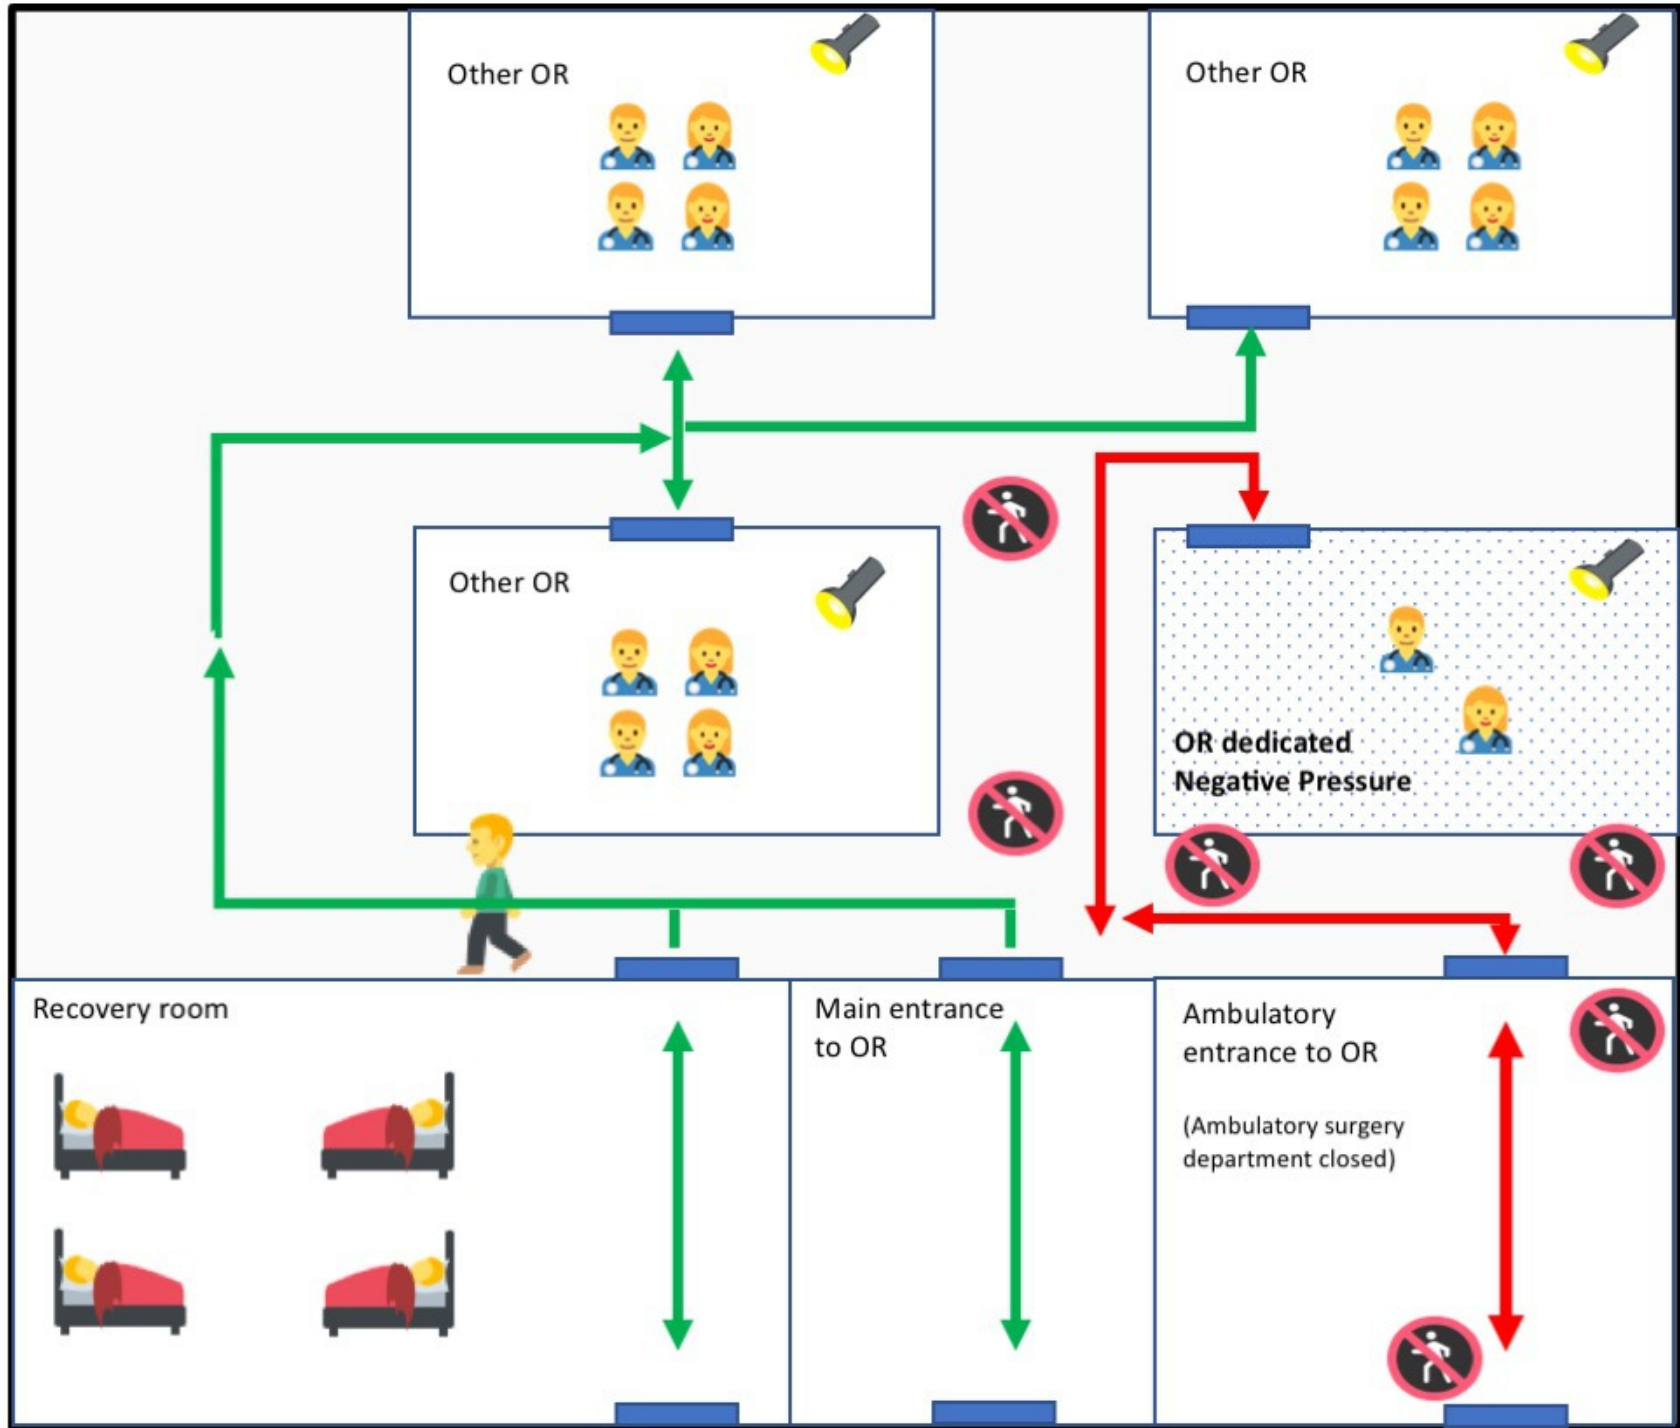 Other OR
Other OR
Other OR
OR dedicated
Negative Pressure
Recovery room
Main entrance
to OR
Ambulatory
entrance to OR
(Ambulatory surgery
department closed)